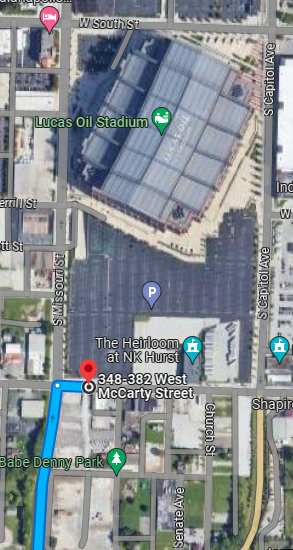 W South St
S Capitol Ave
Lucas Oil Stadium
S Missouri St
S Capitol Ave
W
P
The Heirloom
at NK Hurst
348-382 West
McCarty Street
Church St
Babe Denny Park
Senate Ave